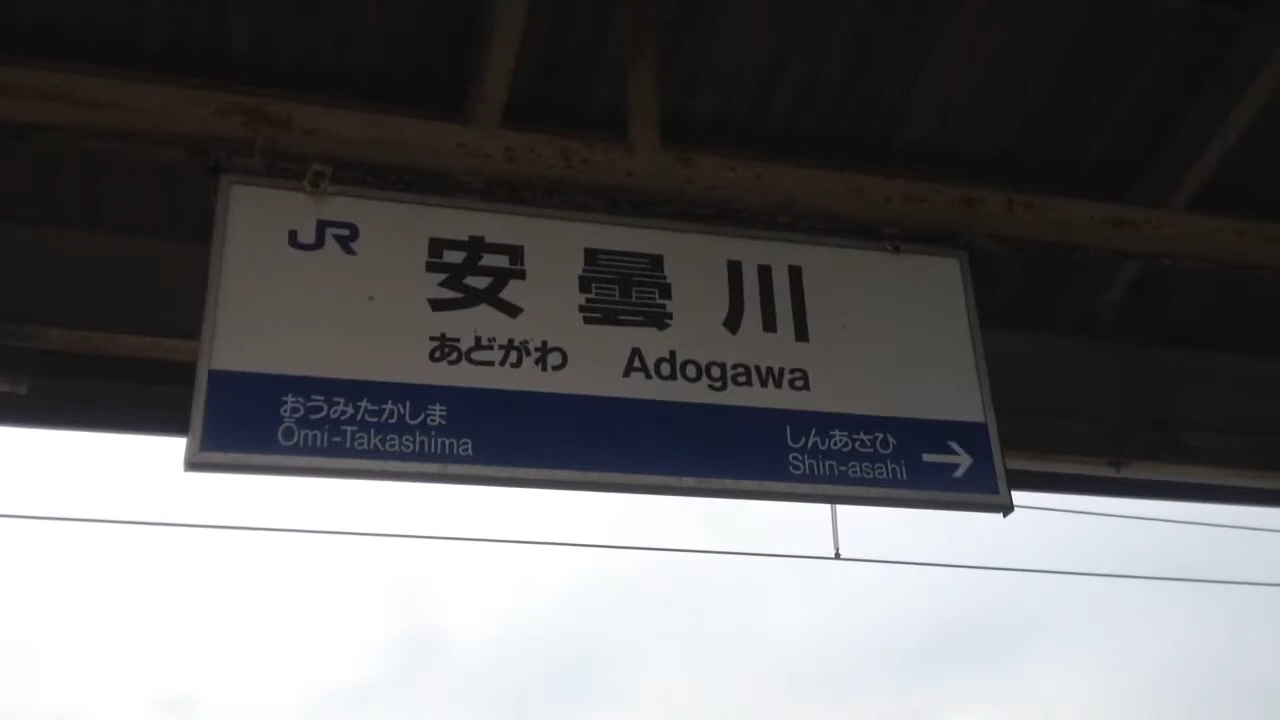 JR 安曇川
あどがわ Adogawa
おうみたかしま
Ōmi-Takashima
しんあさひ
Shin-asahi →